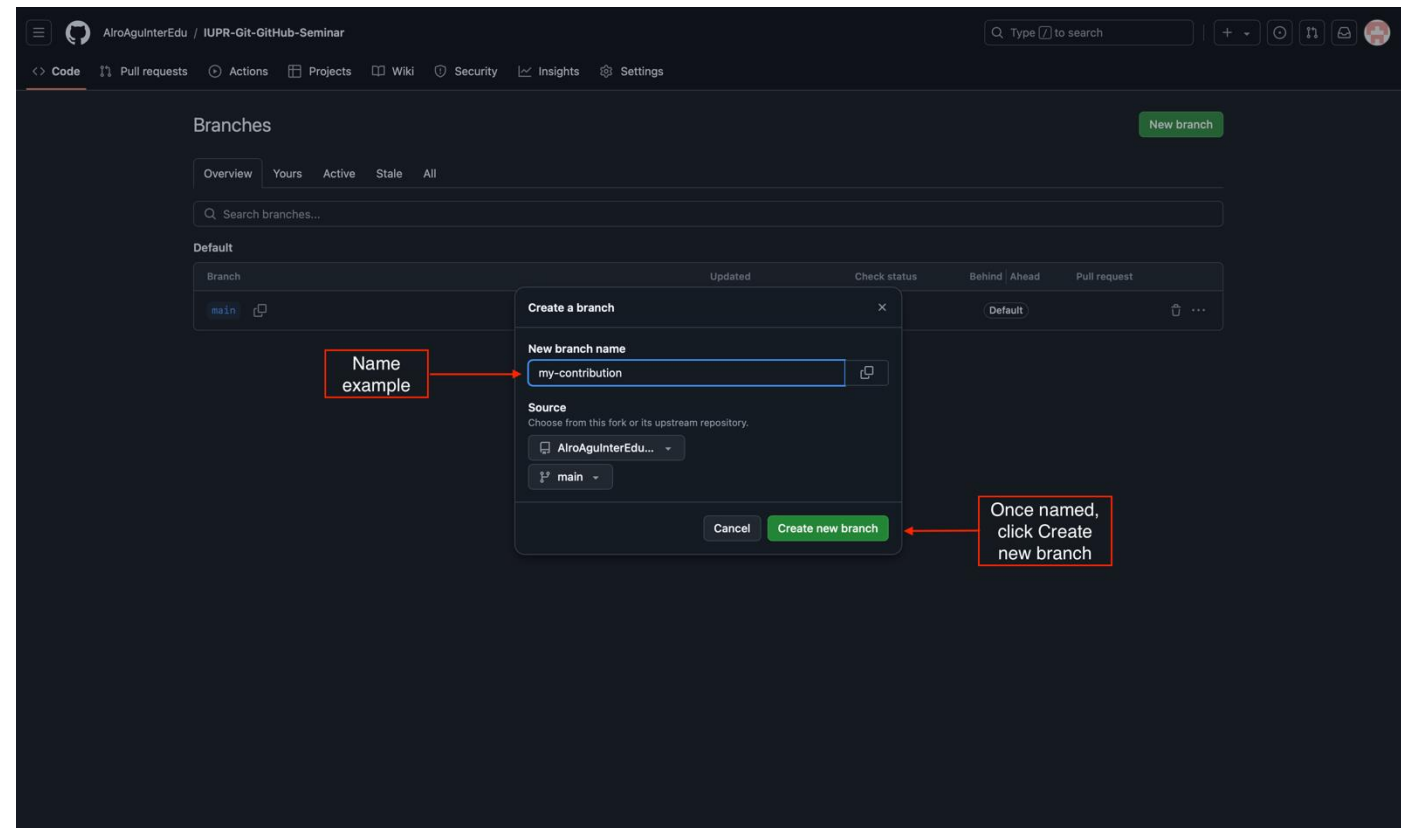 AlroAguInterEdu / IUPR-Git-GitHub-Seminar
Type / to search
Code Pull requests Actions Projects Wiki Security Insights Settings
Branches
New branch
Overview Yours Active Stale All
Search branches...
Default
Branch Updated Check status Behind Ahead Pull request
main
Default
Create a branch
New branch name
my-contribution
Name
example
Source
Choose from this fork or its upstream repository.
AlroAguInterEdu...
main
Cancel Create new branch
Once named,
click Create
new branch